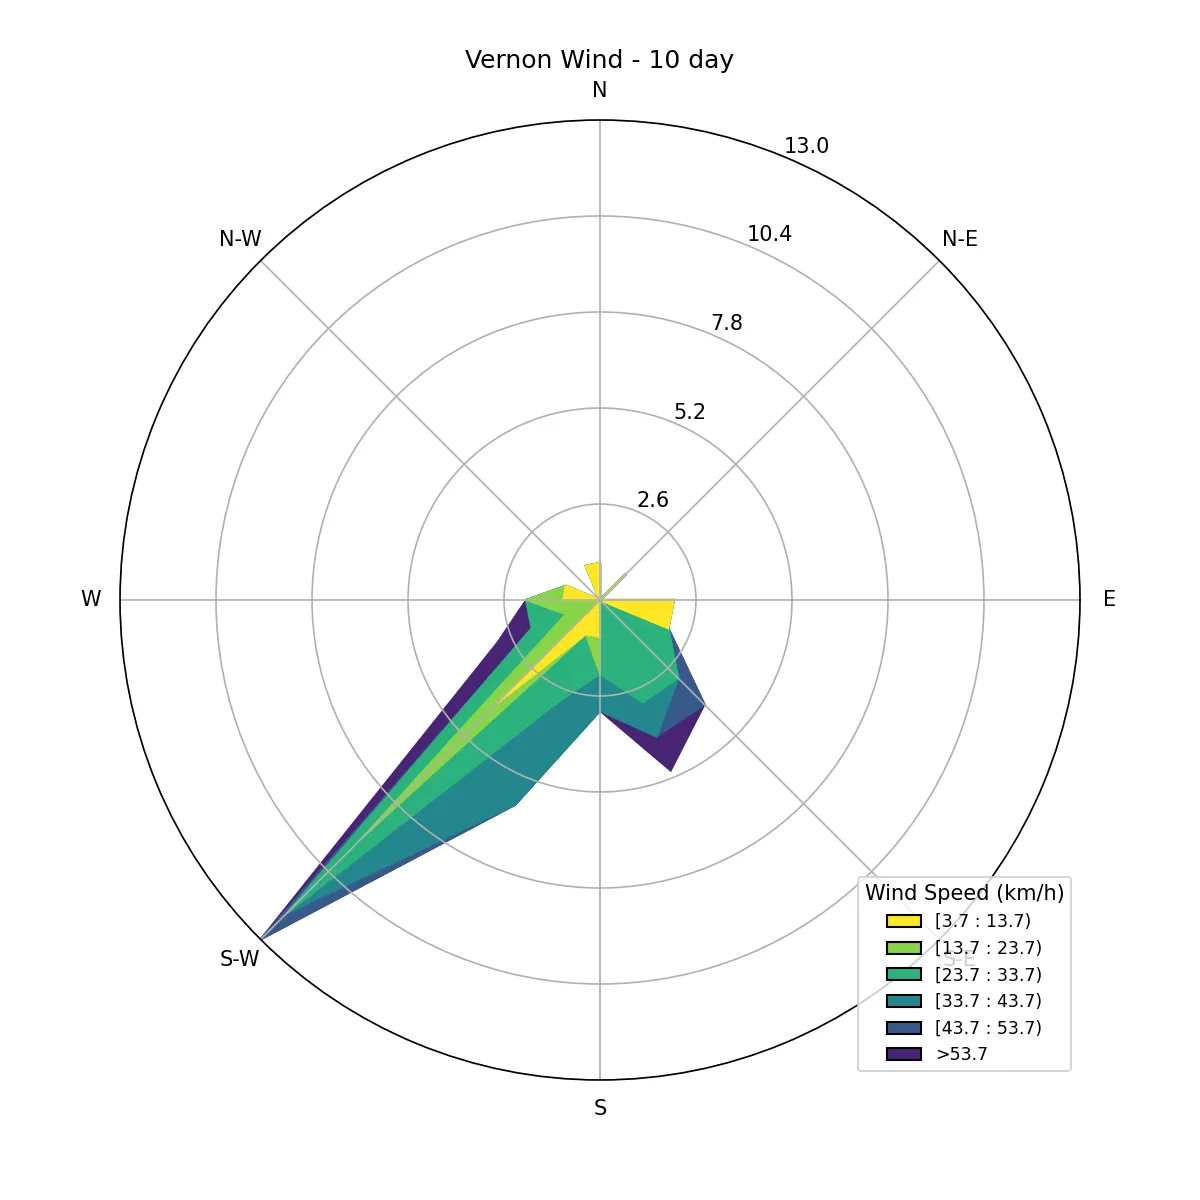 Vernon Wind - 10 day
N
13.0
10.4
N-W
N-E
7.8
5.2
2.6
W
E
S-W
S-E
S
Wind Speed (km/h)
[3.7 : 13.7)
[13.7 : 23.7)
[23.7 : 33.7)
[33.7 : 43.7)
[43.7 : 53.7)
>53.7